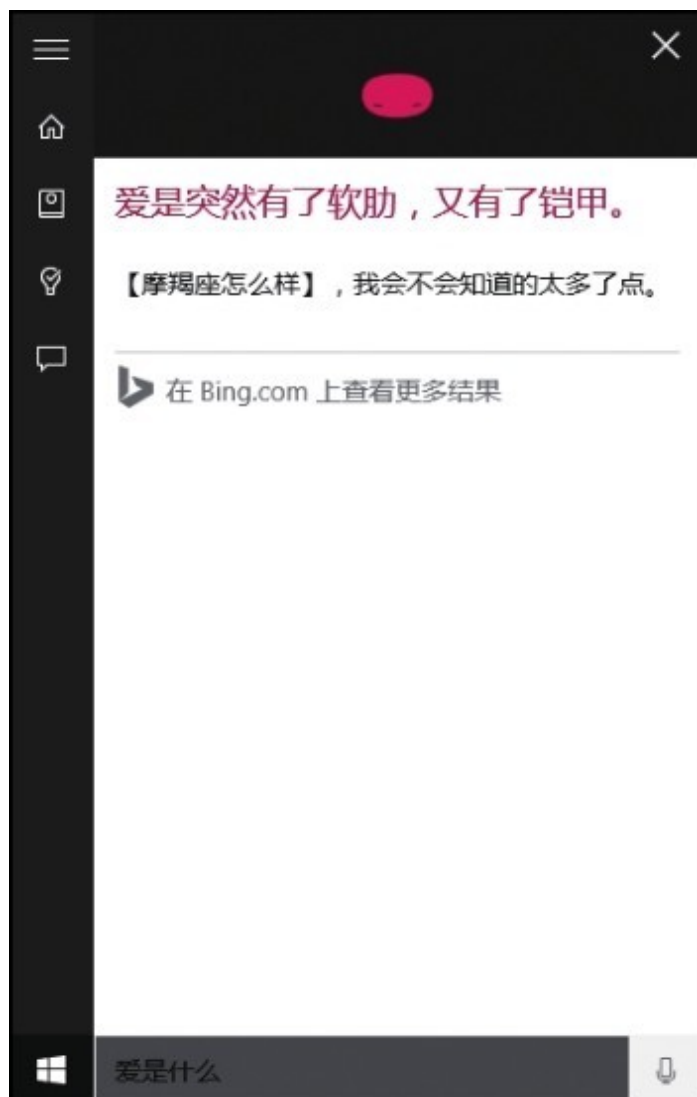 爱是突然有了软肋，又有了铠甲。
【摩羯座怎么样】，我会不会知道的太多了点。
在 Bing.com 上查看更多结果
爱是什么